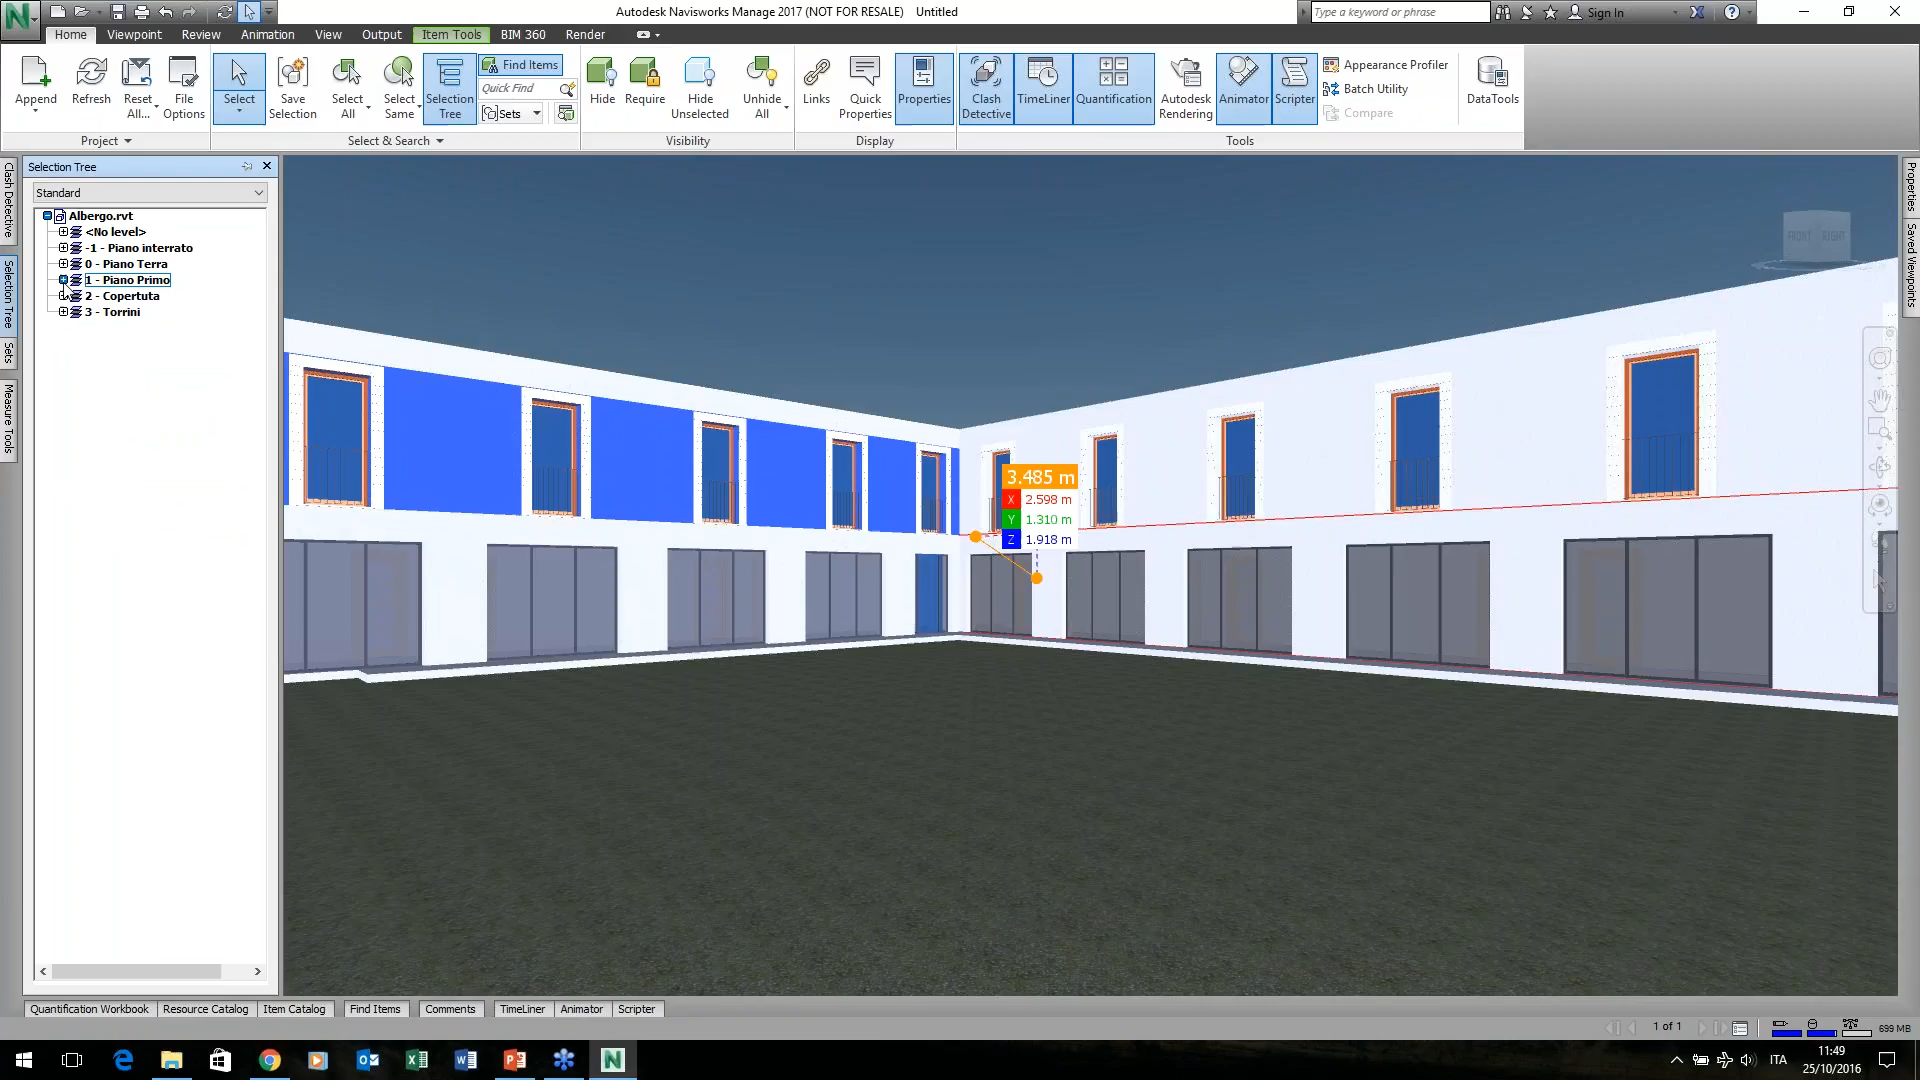 Autodesk Navisworks Manage 2017 (NOT FOR RESALE) Untitled
Type a keyword or phrase
Sign In
Home Viewpoint Review Animation View Output Item Tools BIM 360 Render
Append
Refresh
Reset All...
File Options
Project
Select
Save Selection
Select All
Select Same
Selection Tree
Find Items
Quick Find
Sets
Select & Search
Hide
Require
Hide Unselected
Unhide All
Visibility
Links
Quick Properties
Properties
Display
Clash Detective
TimeLiner
Quantification
Autodesk Rendering
Animator
Scripter
Appearance Profiler
Batch Utility
Compare
Tools
DataTools
Clash Detective
Selection Tree
Sets
Measure Tools
Selection Tree
Standard
Albergo.rvt
<No level>
-1 - Piano interrato
0 - Piano Terra
1 - Piano Primo
2 - Copertuta
3 - Torrini
FRONT RIGHT
3.485 m
X 2.598 m
Y 1.310 m
Z 1.918 m
Properties
Saved Viewpoints
Quantification Workbook Resource Catalog Item Catalog Find Items Comments TimeLiner Animator Scripter
1 of 1
699 MB
ITA
11:49
25/10/2016